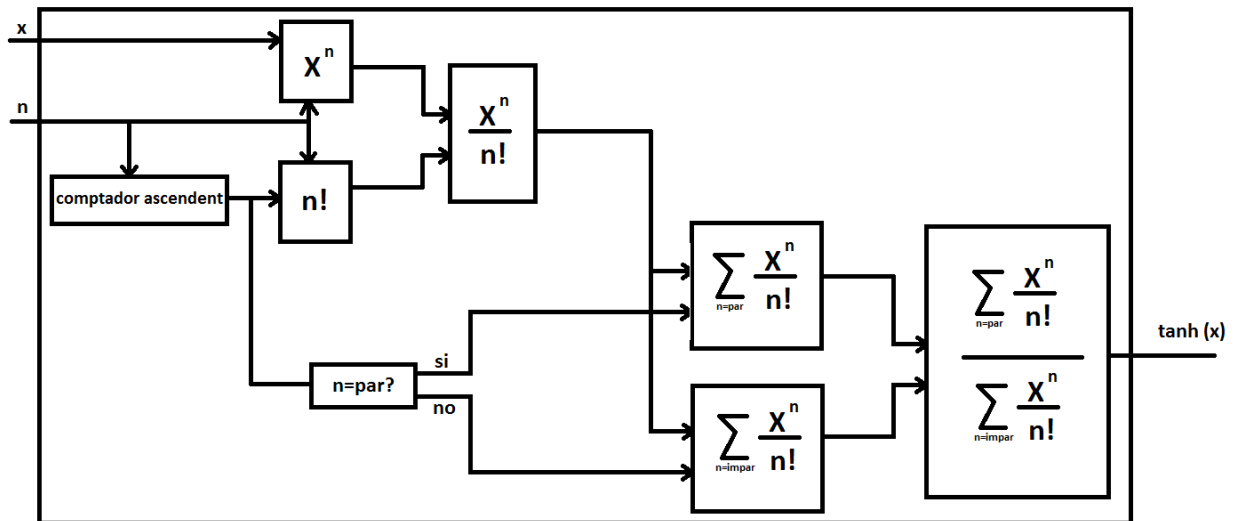 x
n
X^n
X^n
n!
n!
comptador ascendent
n=par?
si
no
∑ X^n
n=par n!
∑ X^n
n=impar n!
∑ X^n
n=par n!
∑ X^n
n=impar n!
tanh (x)